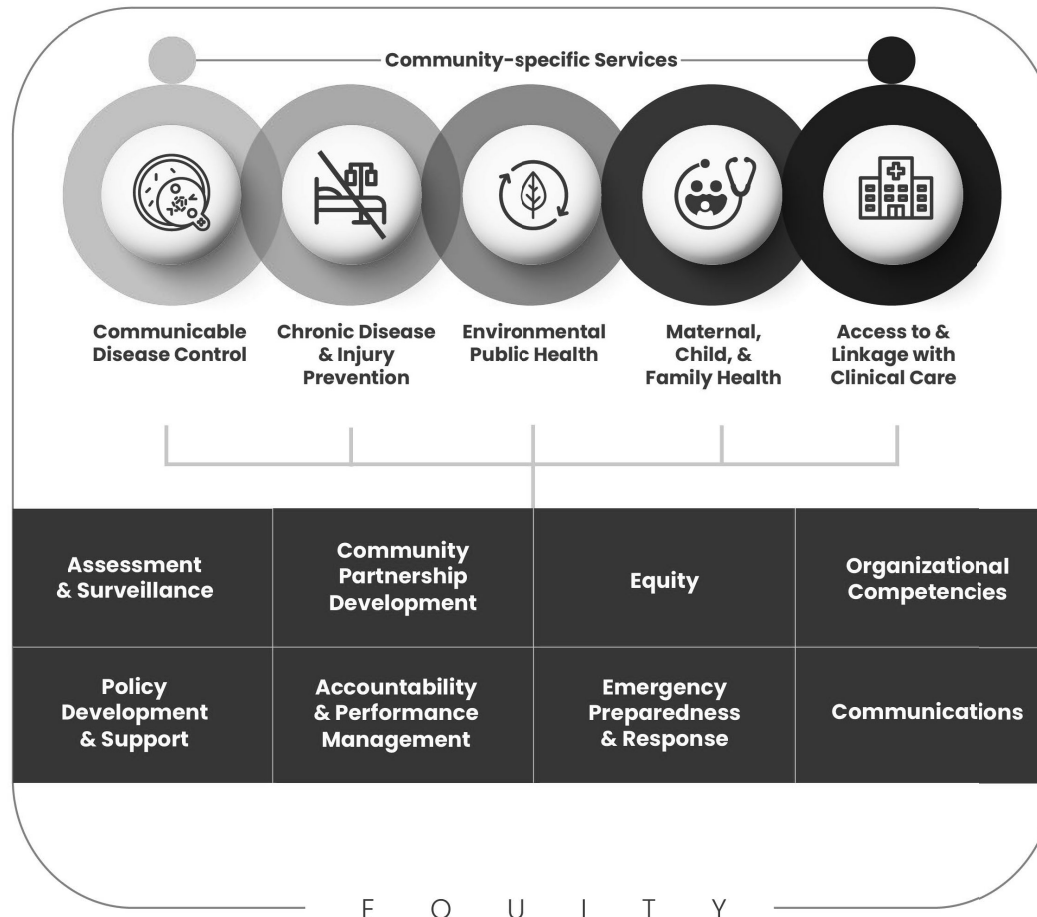 Community-specific Services
Communicable
Disease Control
Chronic Disease
& Injury
Prevention
Environmental
Public Health
Maternal,
Child, &
Family Health
Access to &
Linkage with
Clinical Care
Assessment
& Surveillance
Community
Partnership
Development
Equity
Organizational
Competencies
Policy
Development
& Support
Accountability
& Performance
Management
Emergency
Preparedness
& Response
Communications
E Q U I T Y